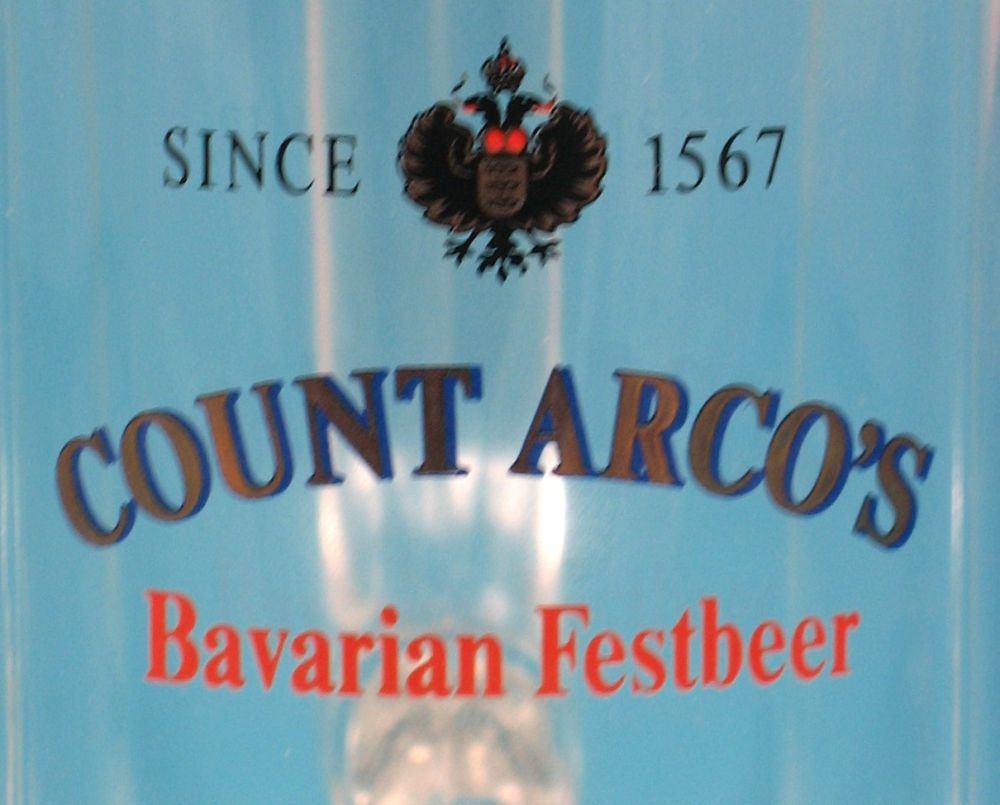 SINCE 1567
COUNT ARCO'S
Bavarian Festbeer